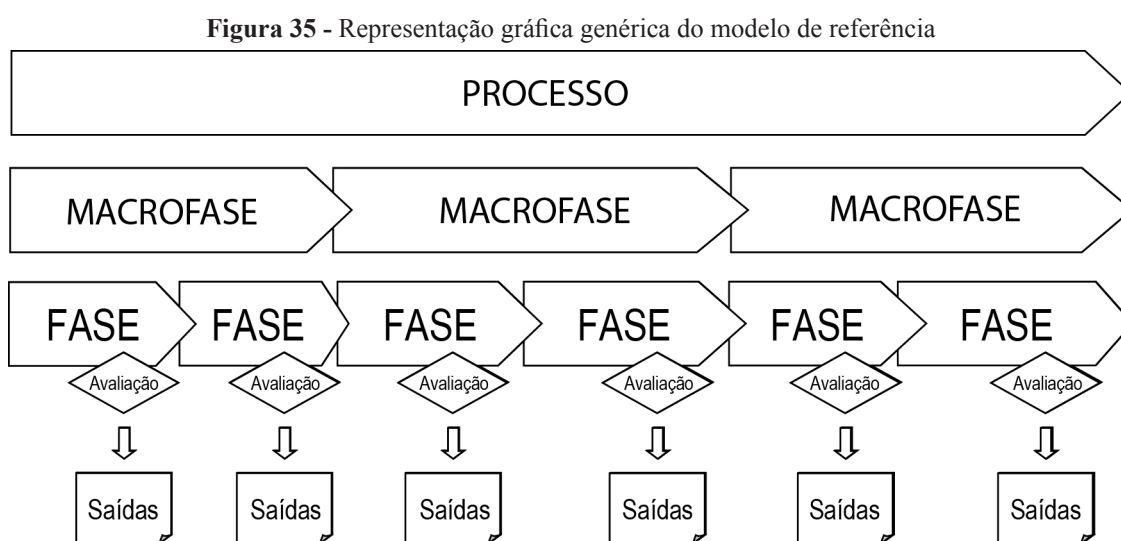 Figura 35 - Representação gráfica genérica do modelo de referência
PROCESSO
MACROFASE MACROFASE MACROFASE
FASE FASE FASE FASE FASE FASE
Avaliação Avaliação Avaliação Avaliação Avaliação Avaliação
Saídas Saídas Saídas Saídas Saídas Saídas